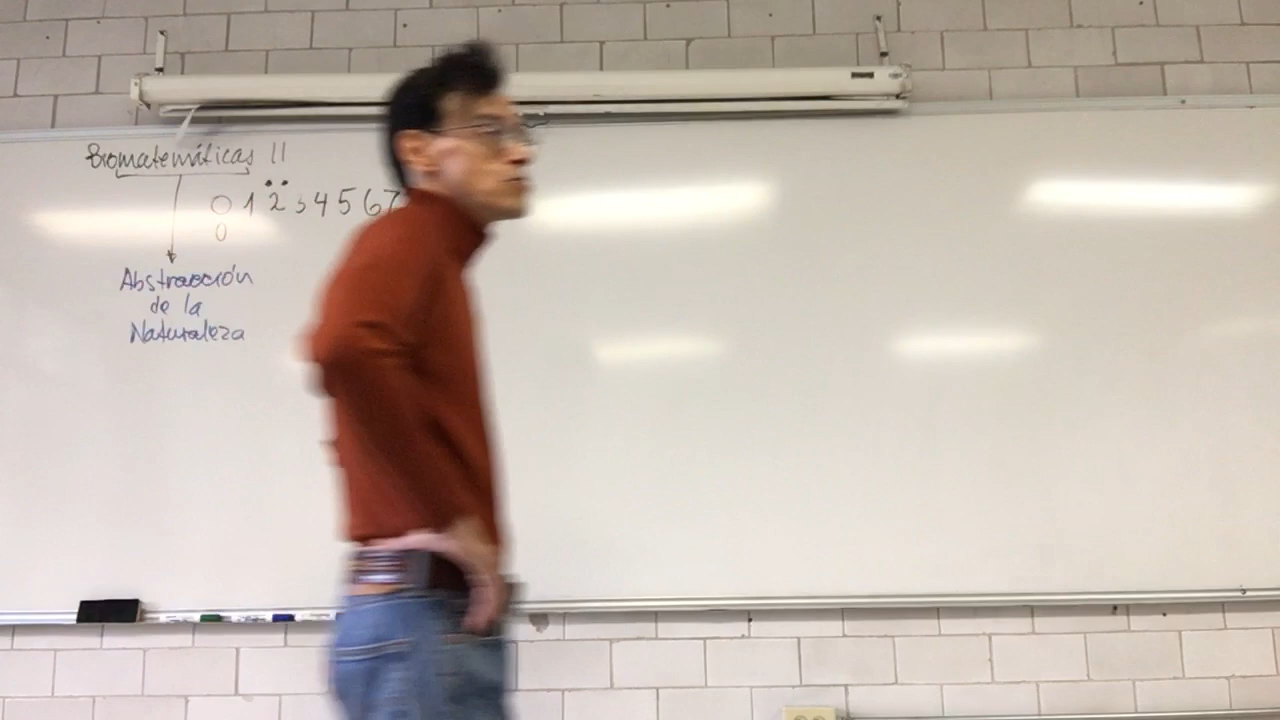 Biomatemáticas II
0 1 2 3 4 5 6 7
0
Abstracción
de la
Naturaleza